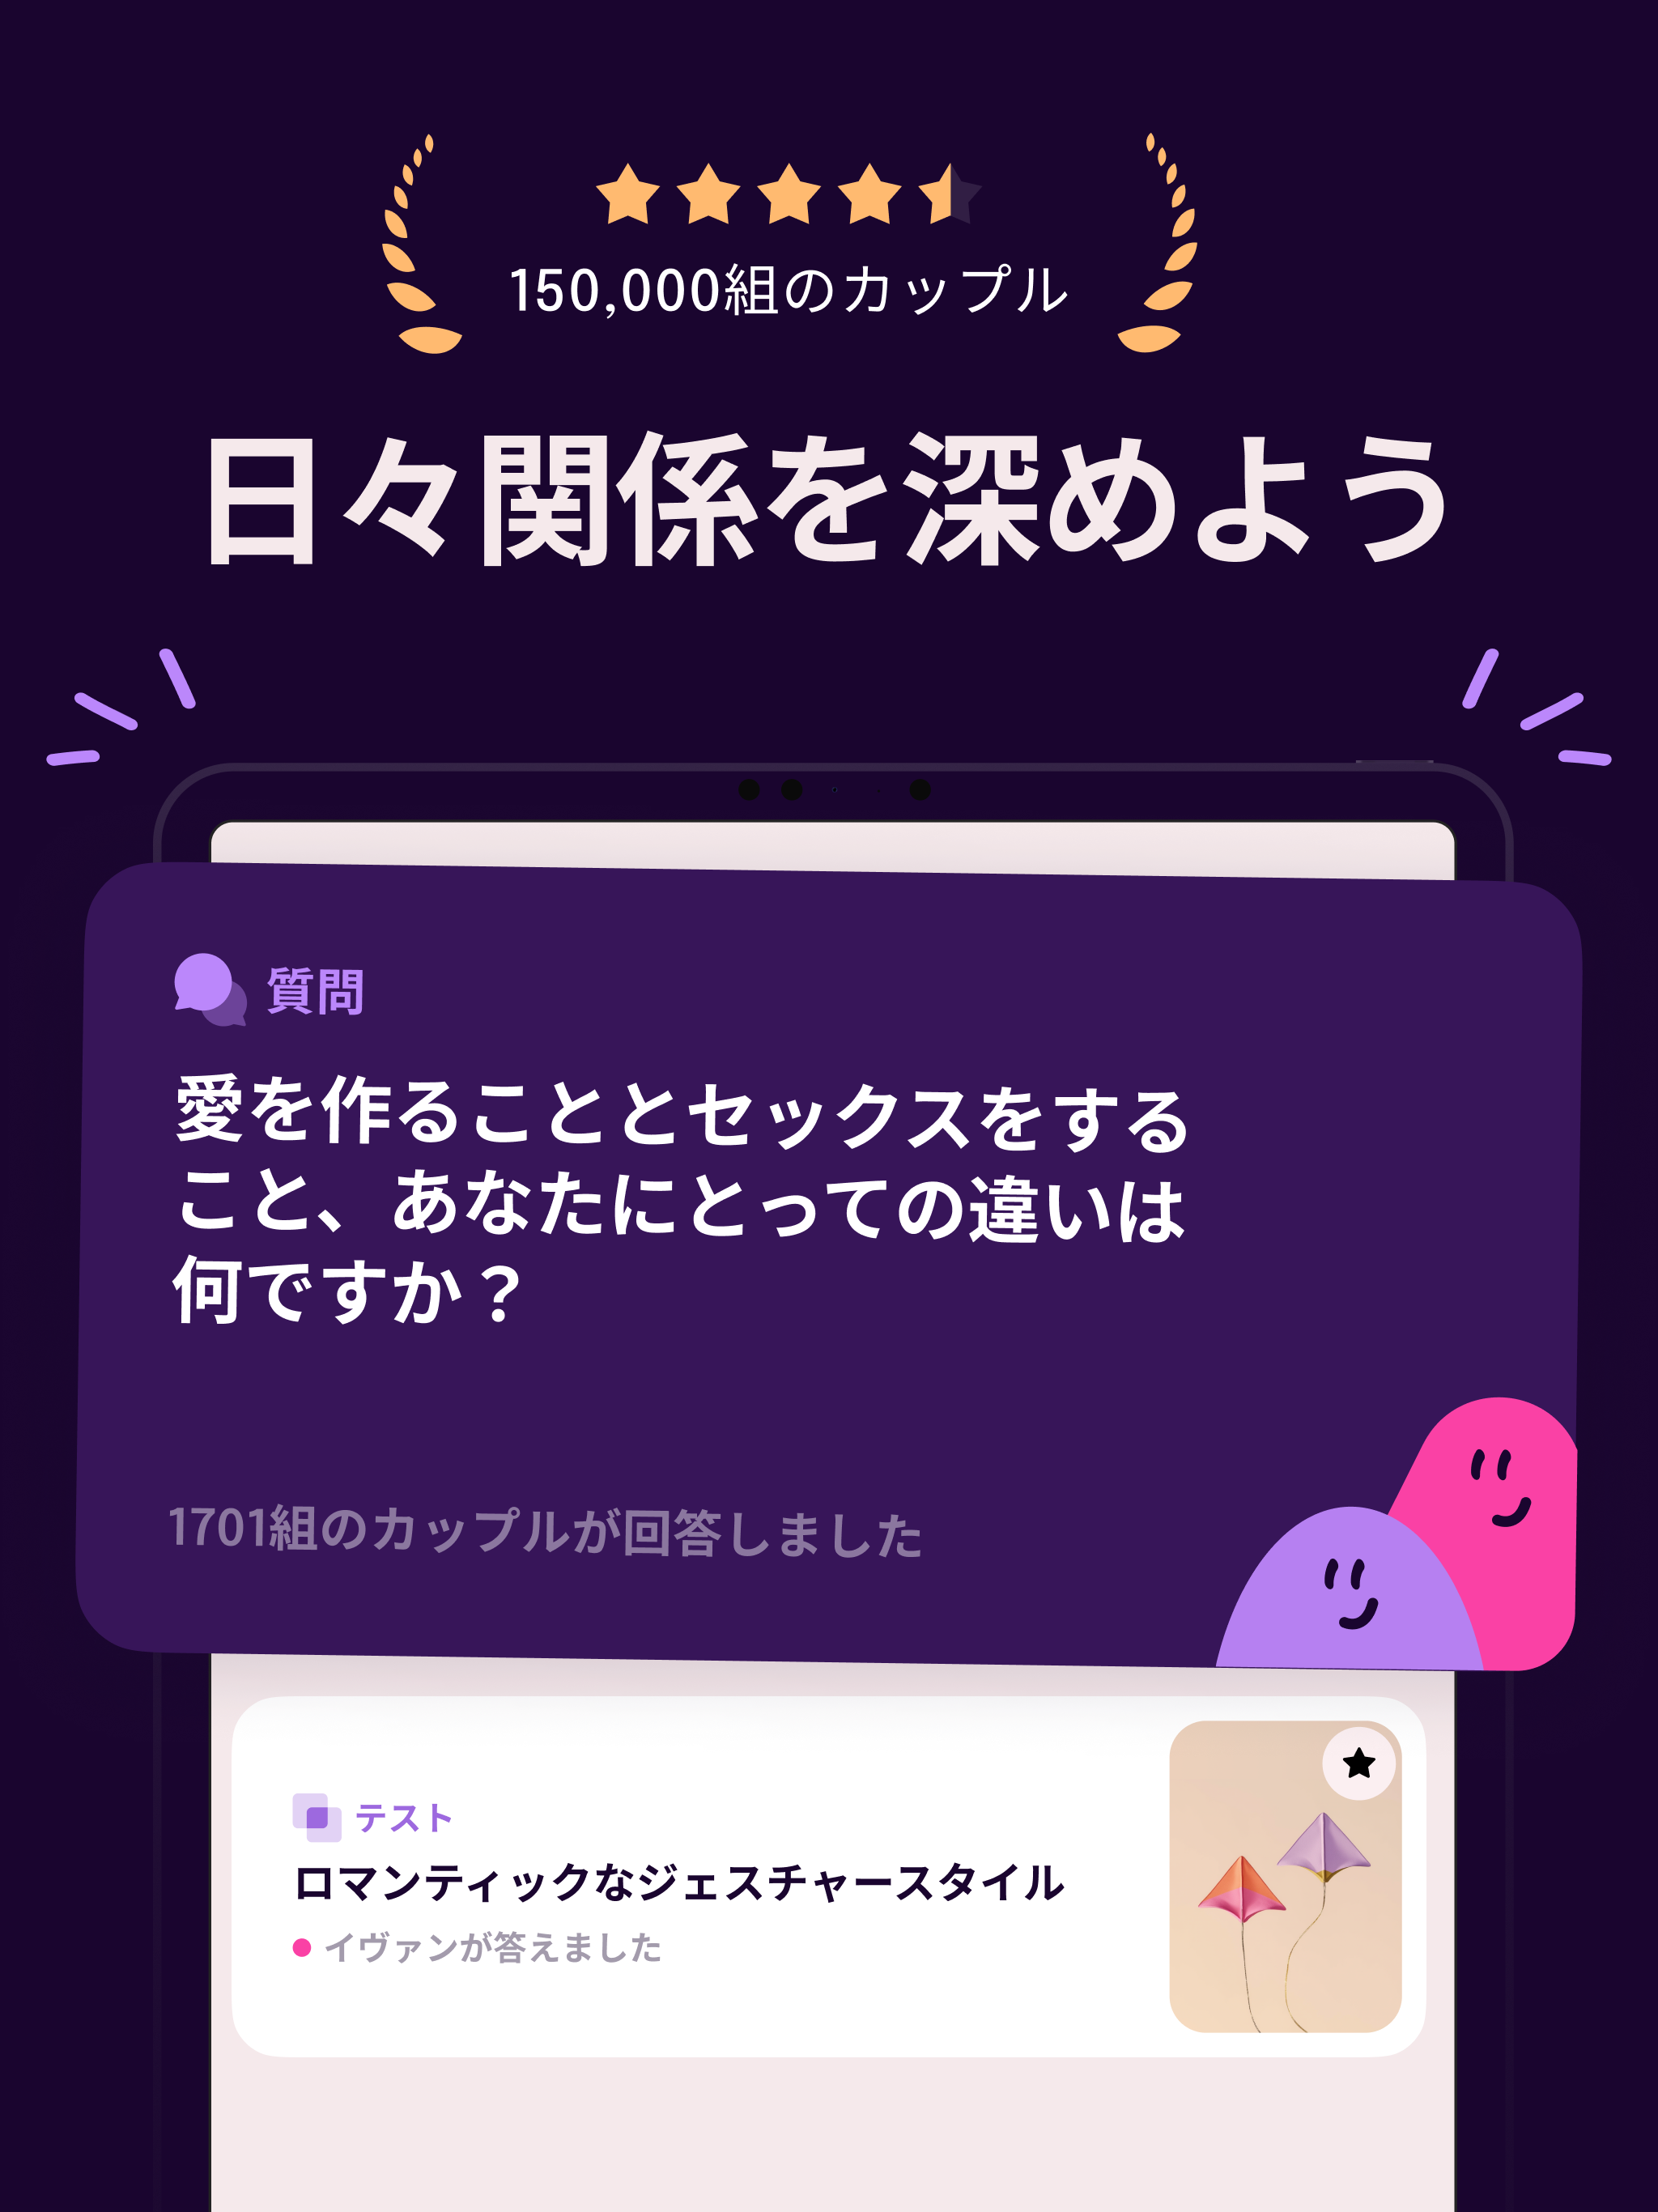 150,000組のカップル
日々関係を深めよう
質問
愛を作ることとセックスをする
こと、あなたにとっての違いは
何ですか？
1701組のカップルが回答しました
テスト
ロマンティックなジェスチャースタイル
イヴァンが答えました